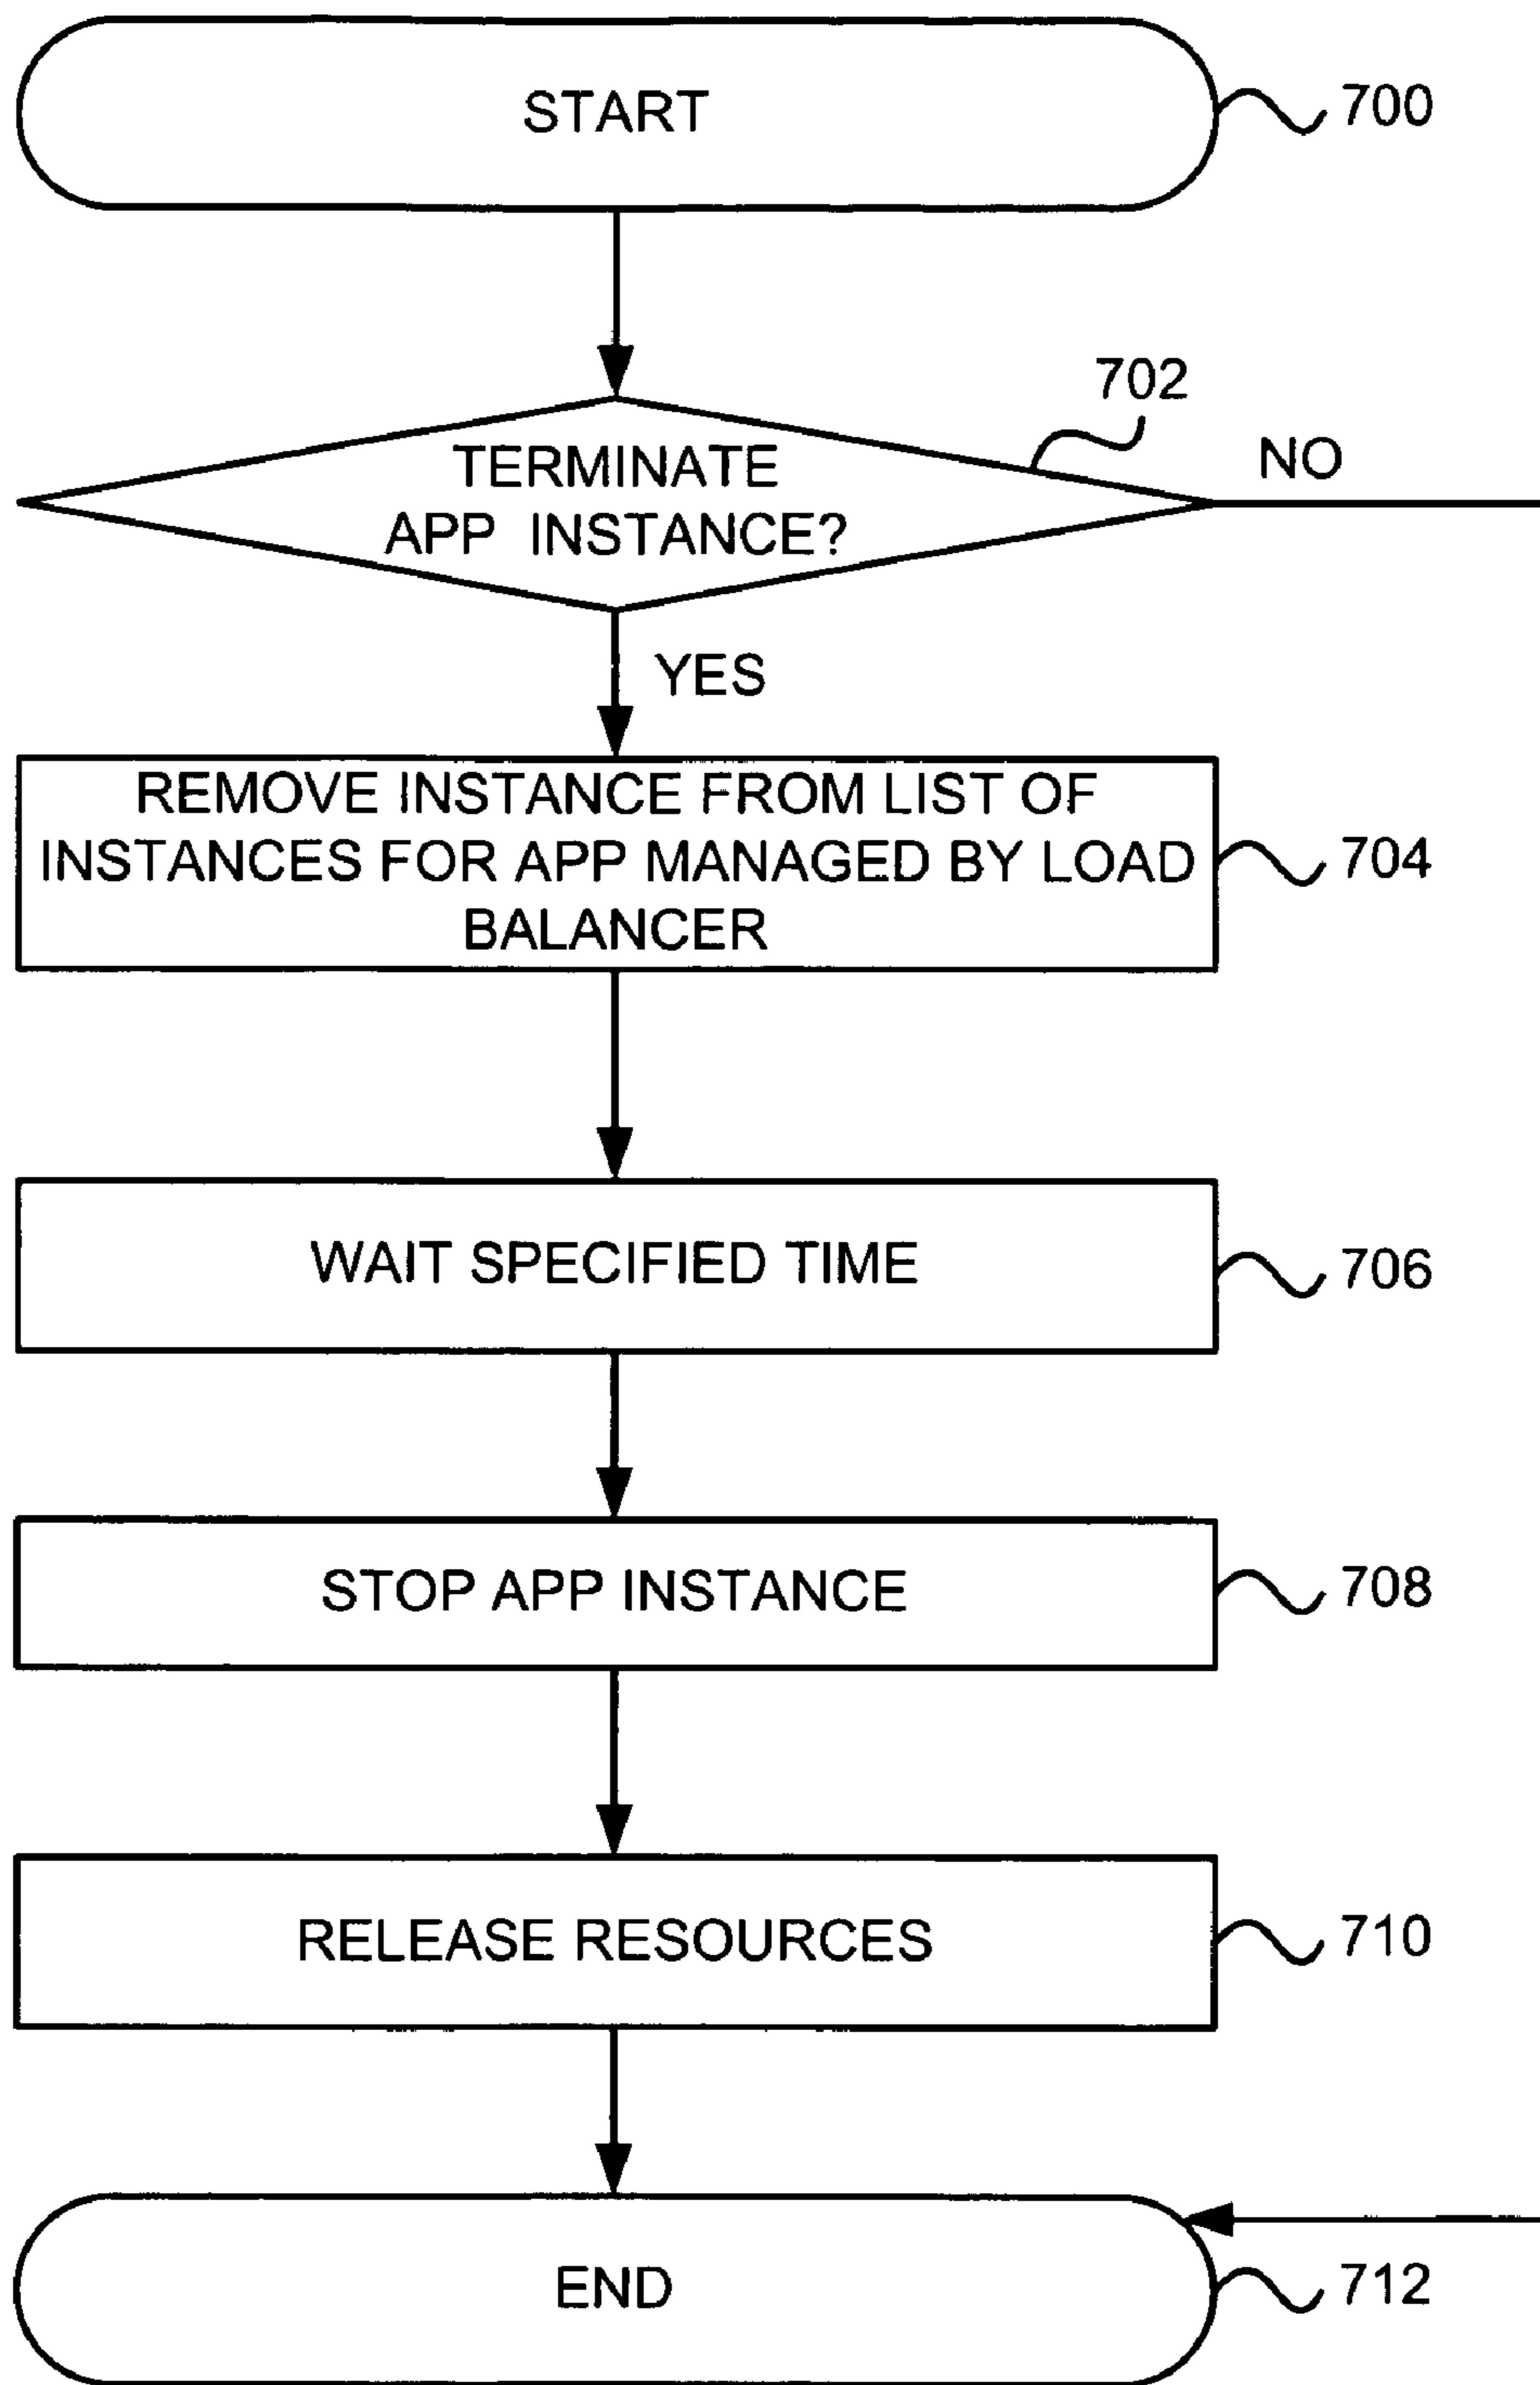 START
700
702
NO
TERMINATE
APP INSTANCE?
YES
REMOVE INSTANCE FROM LIST OF
INSTANCES FOR APP MANAGED BY LOAD
BALANCER
704
WAIT SPECIFIED TIME
706
STOP APP INSTANCE
708
RELEASE RESOURCES
710
END
712